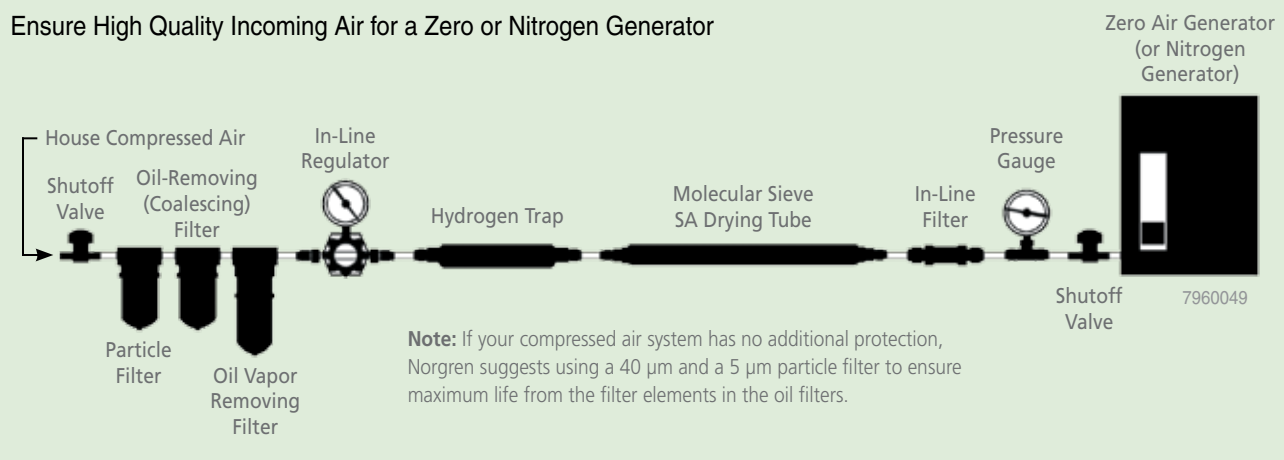 Ensure High Quality Incoming Air for a Zero or Nitrogen Generator
Zero Air Generator
(or Nitrogen
Generator)
House Compressed Air
Shutoff
Valve
Oil-Removing
(Coalescing)
Filter
In-Line
Regulator
Hydrogen Trap
Molecular Sieve
SA Drying Tube
In-Line
Filter
Pressure
Gauge
Shutoff
Valve
7960049
Particle
Filter
Oil Vapor
Removing
Filter
Note: If your compressed air system has no additional protection,
Norgren suggests using a 40 µm and a 5 µm particle filter to ensure
maximum life from the filter elements in the oil filters.